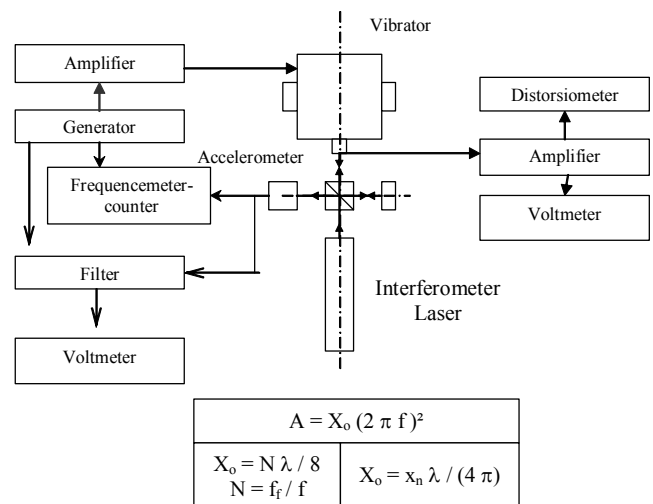 Vibrator
Amplifier
Distorsiometer
Generator
Accelerometer
Amplifier
Frequencemeter-
counter
Voltmeter
Filter
Interferometer
Laser
Voltmeter
A = Xₒ (2 π f )²
Xₒ = N λ / 8
N = f_f / f
Xₒ = xₙ λ / (4 π)